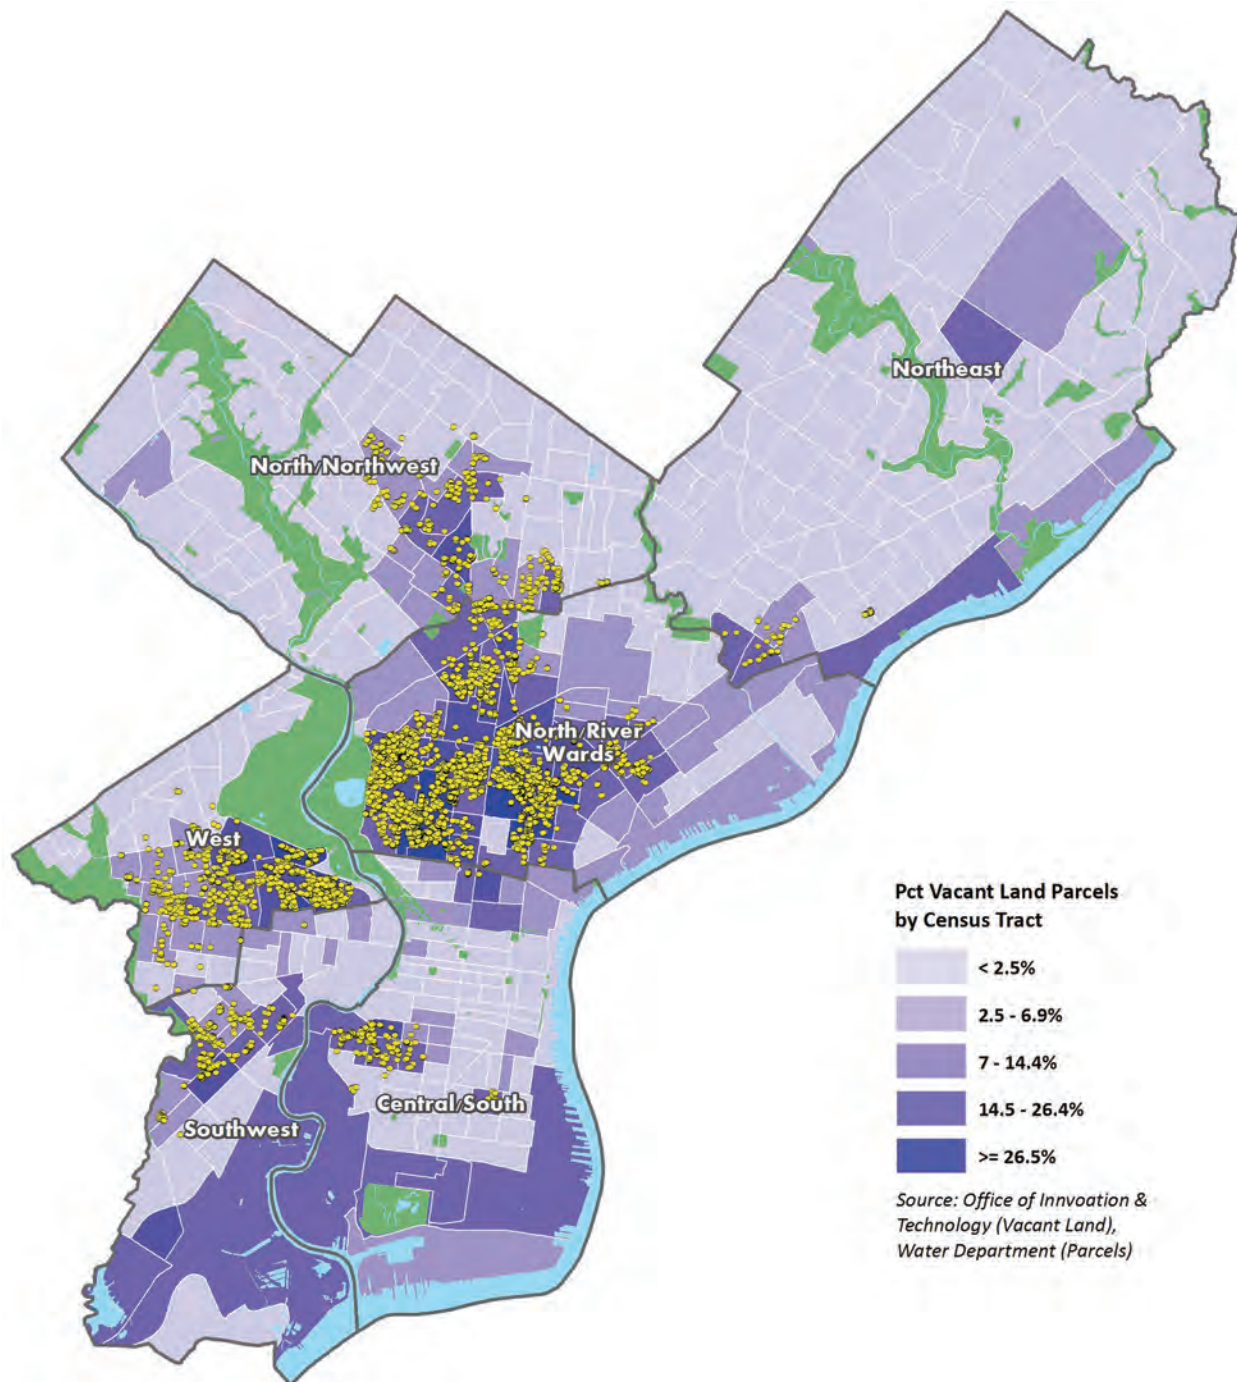 Northeast
North/Northwest
North/River
Wards
West
Central/South
Southwest
Pct Vacant Land Parcels
by Census Tract
< 2.5%
2.5 - 6.9%
7 - 14.4%
14.5 - 26.4%
>= 26.5%
Source: Office of Innvoation &
Technology (Vacant Land),
Water Department (Parcels)